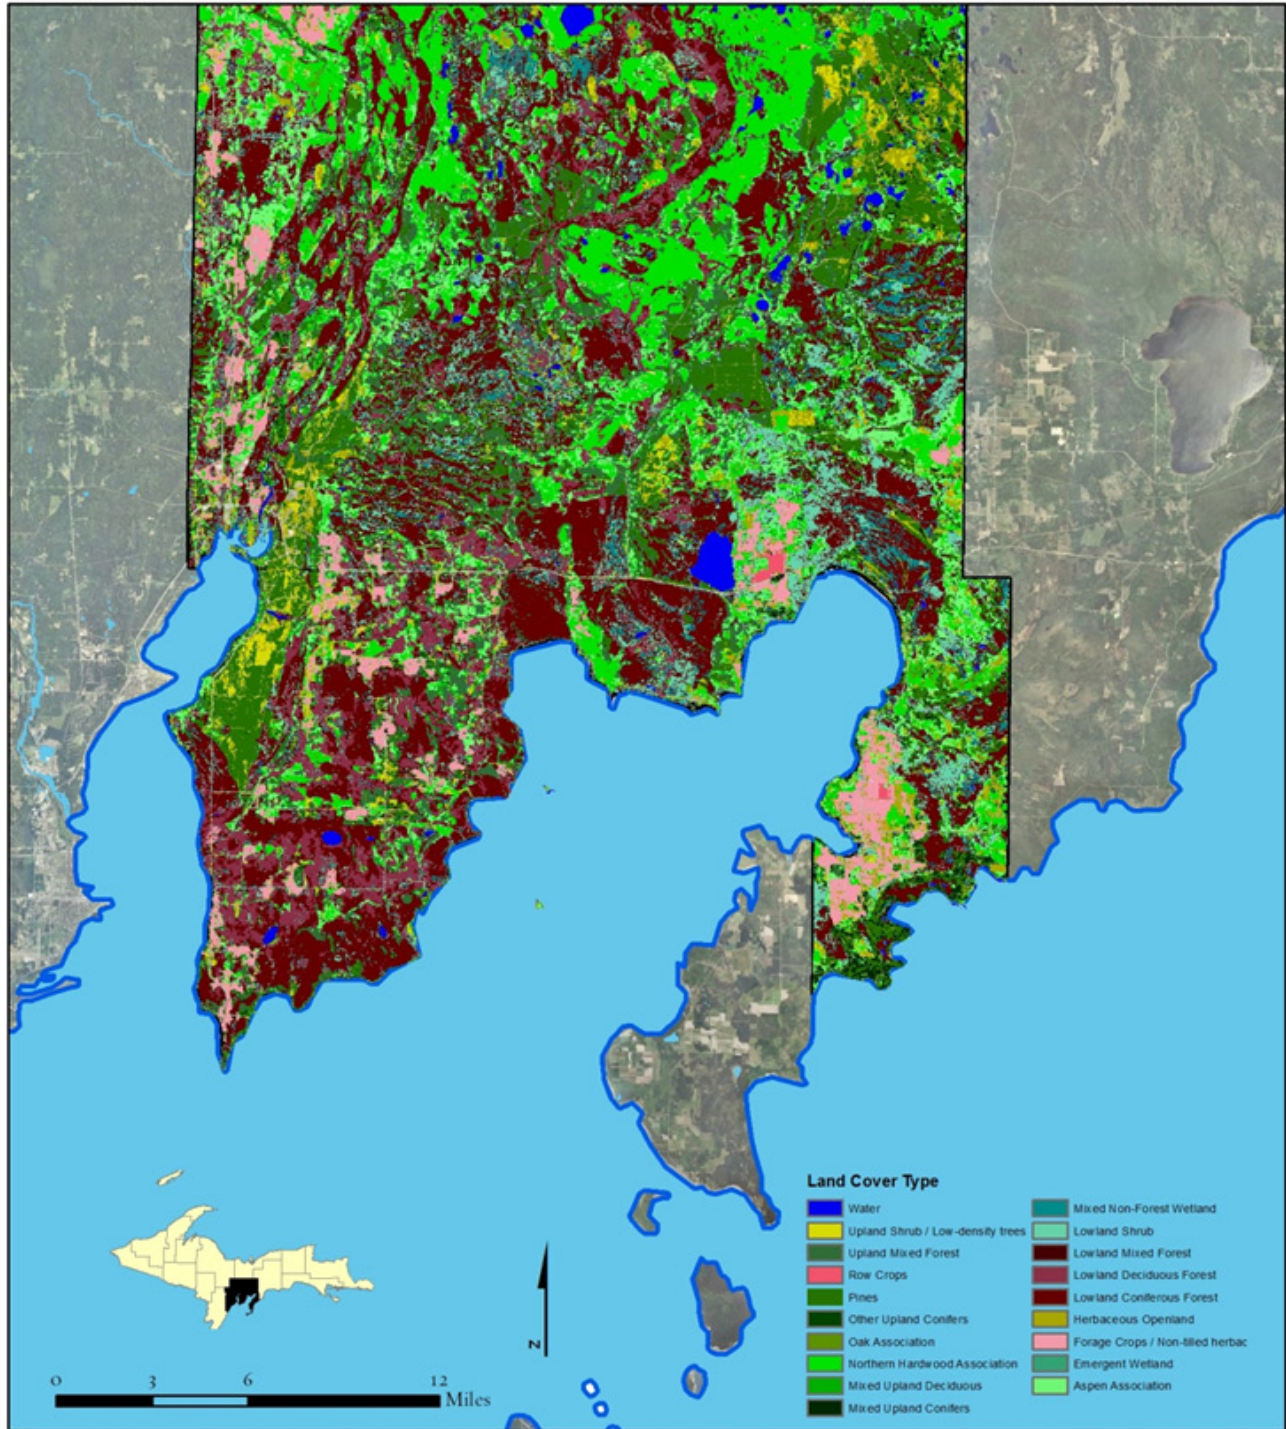 Land Cover Type
Water
Upland Shrub / Low-density trees
Upland Mixed Forest
Row Crops
Pines
Other Upland Conifers
Oak Association
Northern Hardwood Association
Mixed Upland Deciduous
Mixed Upland Conifers
Mixed Non-Forest Wetland
Lowland Shrub
Lowland Mixed Forest
Lowland Deciduous Forest
Lowland Coniferous Forest
Herbaceous Openland
Forage Crops / Non-tilled herbac
Emergent Wetland
Aspen Association
N
0 3 6 12
Miles